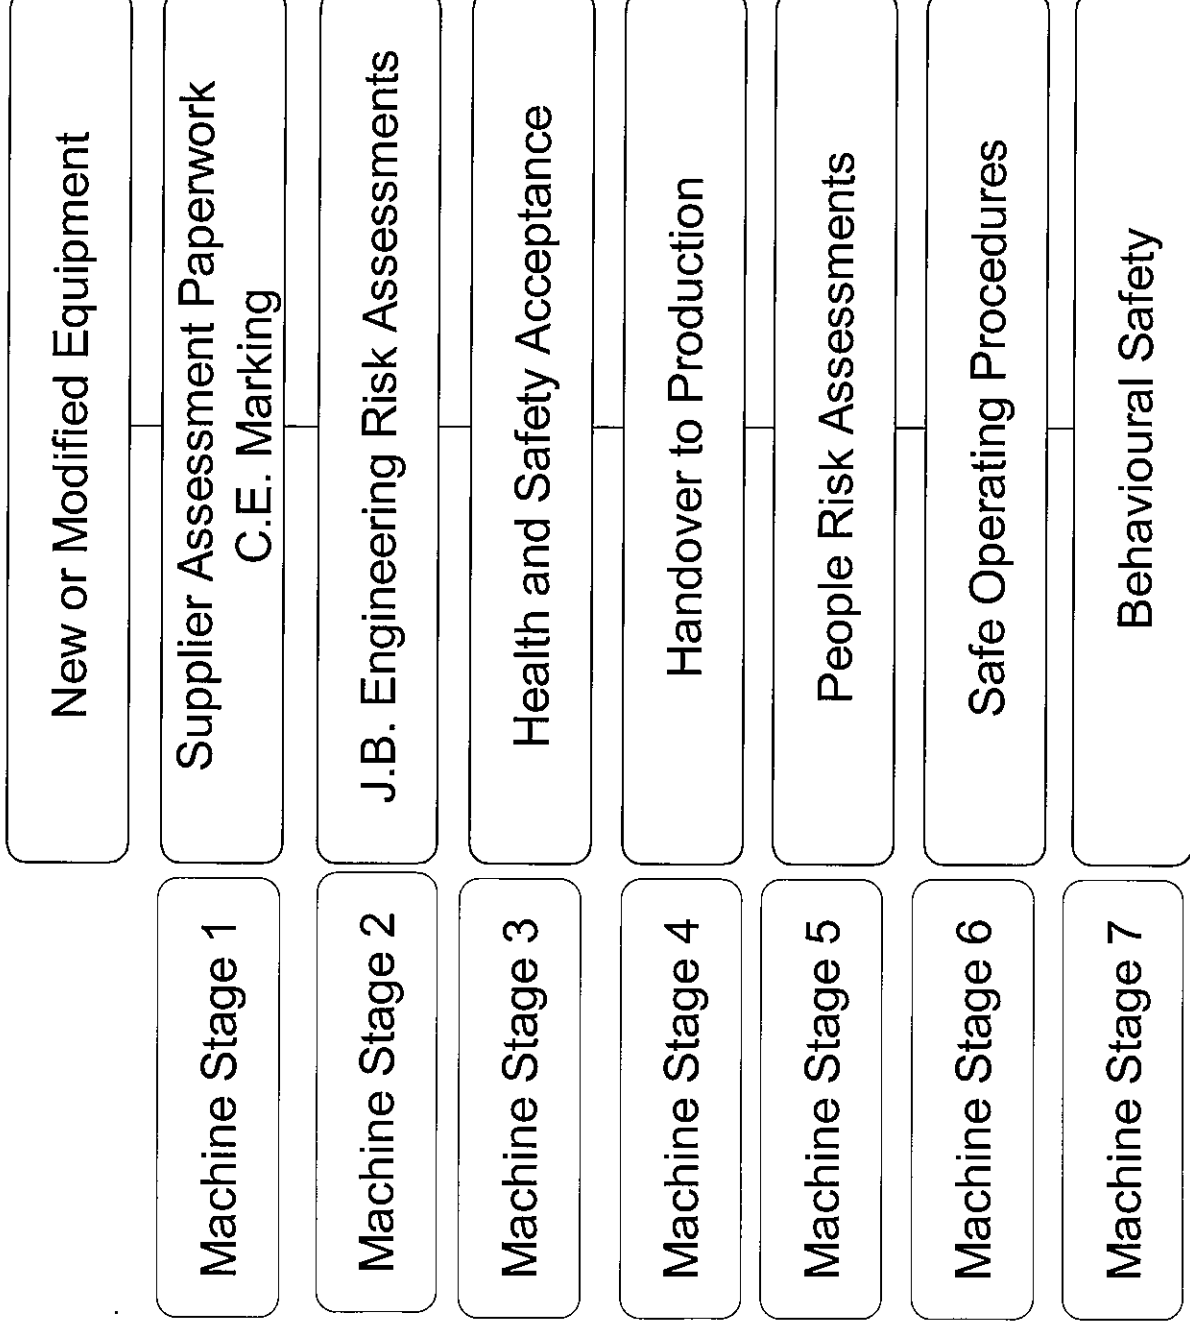 New or Modified Equipment
Machine Stage 1
Supplier Assessment Paperwork
C.E. Marking
Machine Stage 2
J.B. Engineering Risk Assessments
Machine Stage 3
Health and Safety Acceptance
Machine Stage 4
Handover to Production
Machine Stage 5
People Risk Assessments
Machine Stage 6
Safe Operating Procedures
Machine Stage 7
Behavioural Safety